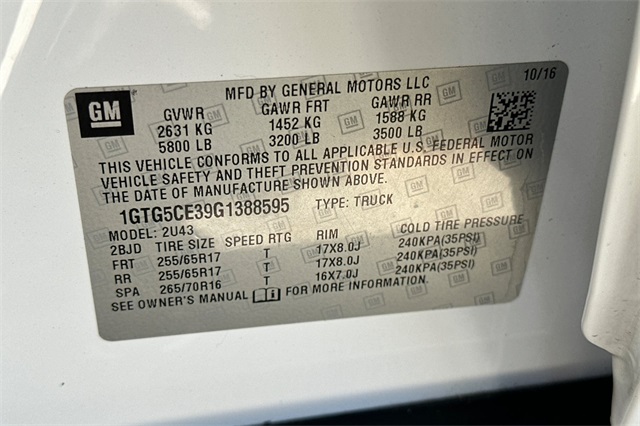 MFD BY GENERAL MOTORS LLC 10/16
GM GVWR GAWR FRT GAWR RR
2631 KG 1452 KG 1588 KG
5800 LB 3200 LB 3500 LB
THIS VEHICLE CONFORMS TO ALL APPLICABLE U.S. FEDERAL MOTOR
VEHICLE SAFETY AND THEFT PREVENTION STANDARDS IN EFFECT ON
THE DATE OF MANUFACTURE SHOWN ABOVE.
1GTG5CE39G1388595 TYPE: TRUCK
MODEL: 2U43
2BJD TIRE SIZE SPEED RTG RIM COLD TIRE PRESSURE
FRT 255/65R17 T 17X8.0J 240KPA(35PSI)
RR 255/65R17 T 17X8.0J 240KPA(35PSI)
SPA 265/70R16 T 16X7.0J 240KPA(35PSI)
SEE OWNER'S MANUAL FOR MORE INFORMATION.